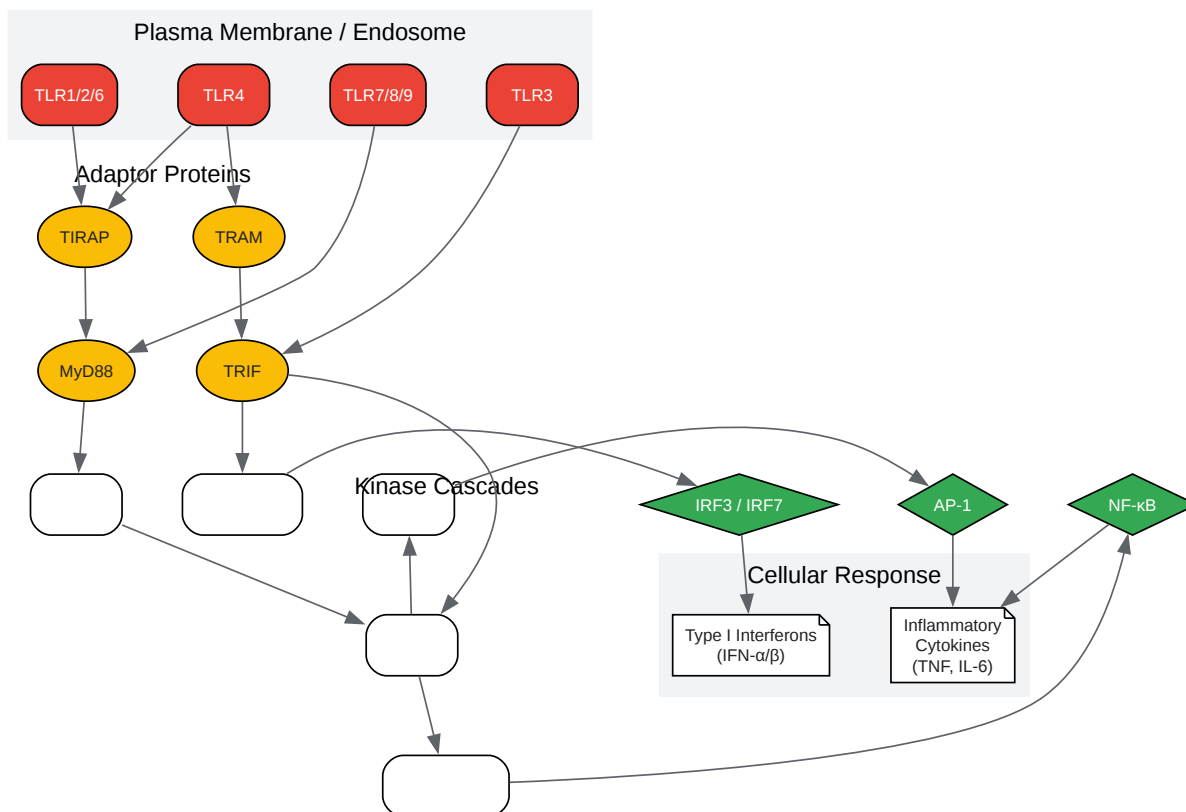 Plasma Membrane / Endosome
TLR1/2/6
TLR4
TLR7/8/9
TLR3
Adaptor Proteins
TIRAP
TRAM
MyD88
TRIF
Kinase Cascades
IRF3 / IRF7
AP-1
NF-κB
Cellular Response
Type I Interferons
(IFN-α/β)
Inflammatory
Cytokines
(TNF, IL-6)